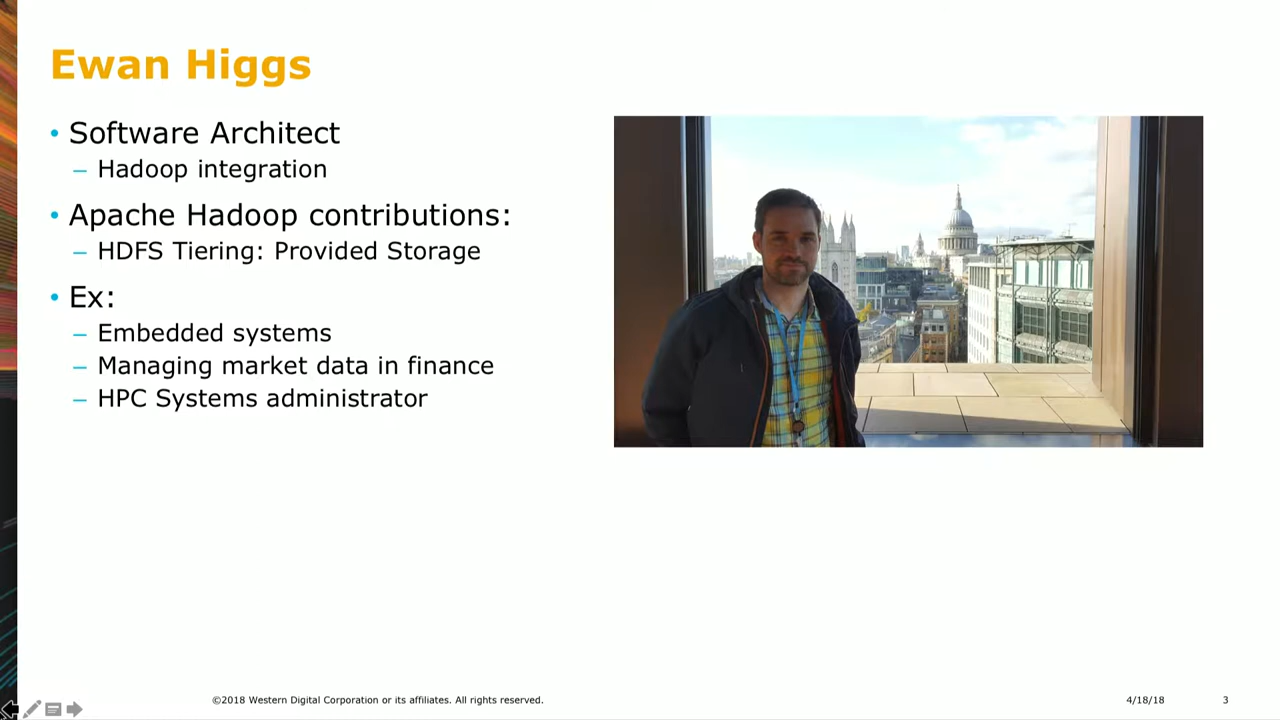 Ewan Higgs
• Software Architect
– Hadoop integration
• Apache Hadoop contributions:
– HDFS Tiering: Provided Storage
• Ex:
– Embedded systems
– Managing market data in finance
– HPC Systems administrator
©2018 Western Digital Corporation or its affiliates. All rights reserved.
4/18/18
3